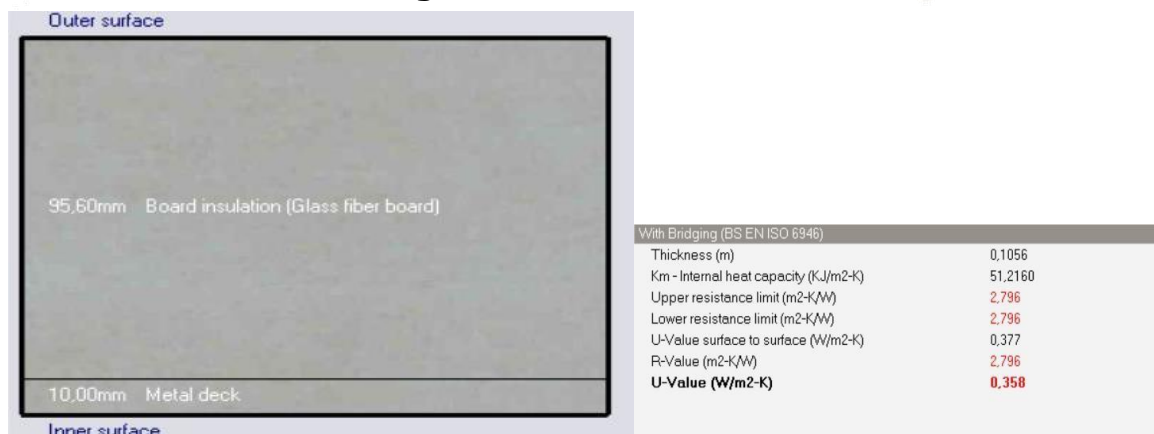 Outer surface
95,60mm Board insulation (Glass fiber board)
10,00mm Metal deck
Inner surface
With Bridging (BS EN ISO 6946)
Thickness (m) 0,1056
Km - Internal heat capacity (KJ/m2-K) 51,2160
Upper resistance limit (m2-K/W) 2,796
Lower resistance limit (m2-K/W) 2,796
U-Value surface to surface (W/m2-K) 0,377
R-Value (m2-K/W) 2,796
U-Value (W/m2-K) 0,358